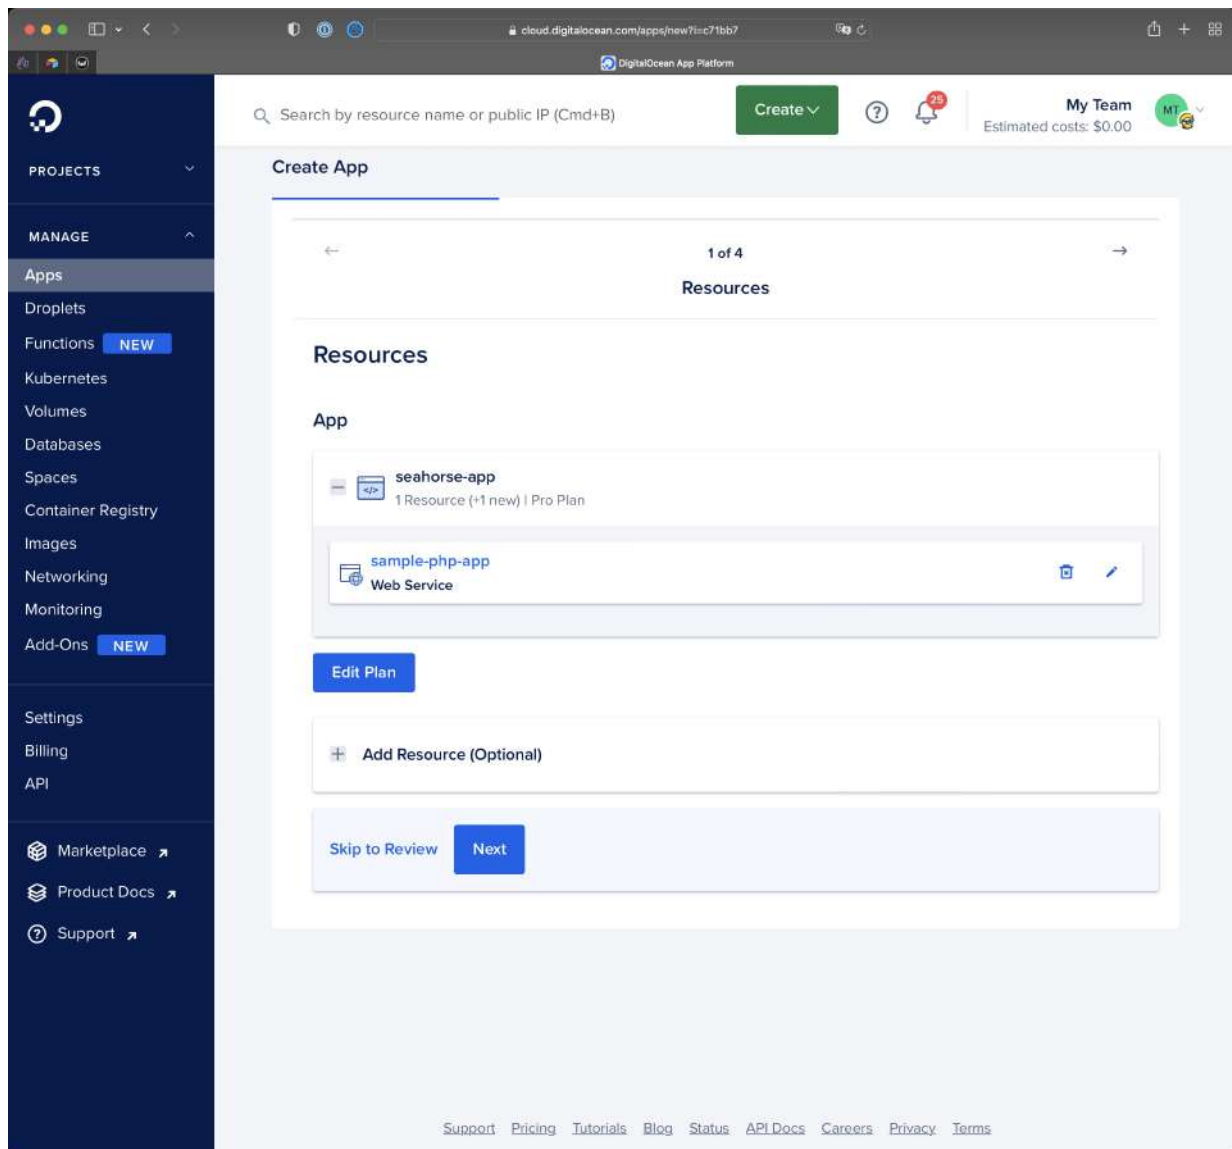 cloud.digitalocean.com/apps/new?i=c71bb7
DigitalOcean App Platform
Search by resource name or public IP (Cmd+B)
Create
25
My Team
Estimated costs: $0.00
MT
PROJECTS
MANAGE
Apps
Droplets
Functions NEW
Kubernetes
Volumes
Databases
Spaces
Container Registry
Images
Networking
Monitoring
Add-Ons NEW
Settings
Billing
API
Marketplace
Product Docs
Support
Create App
1 of 4
Resources
Resources
App
seahorse-app
1 Resource (+1 new) | Pro Plan
sample-php-app
Web Service
Edit Plan
Add Resource (Optional)
Skip to Review Next
Support Pricing Tutorials Blog Status API Docs Careers Privacy Terms